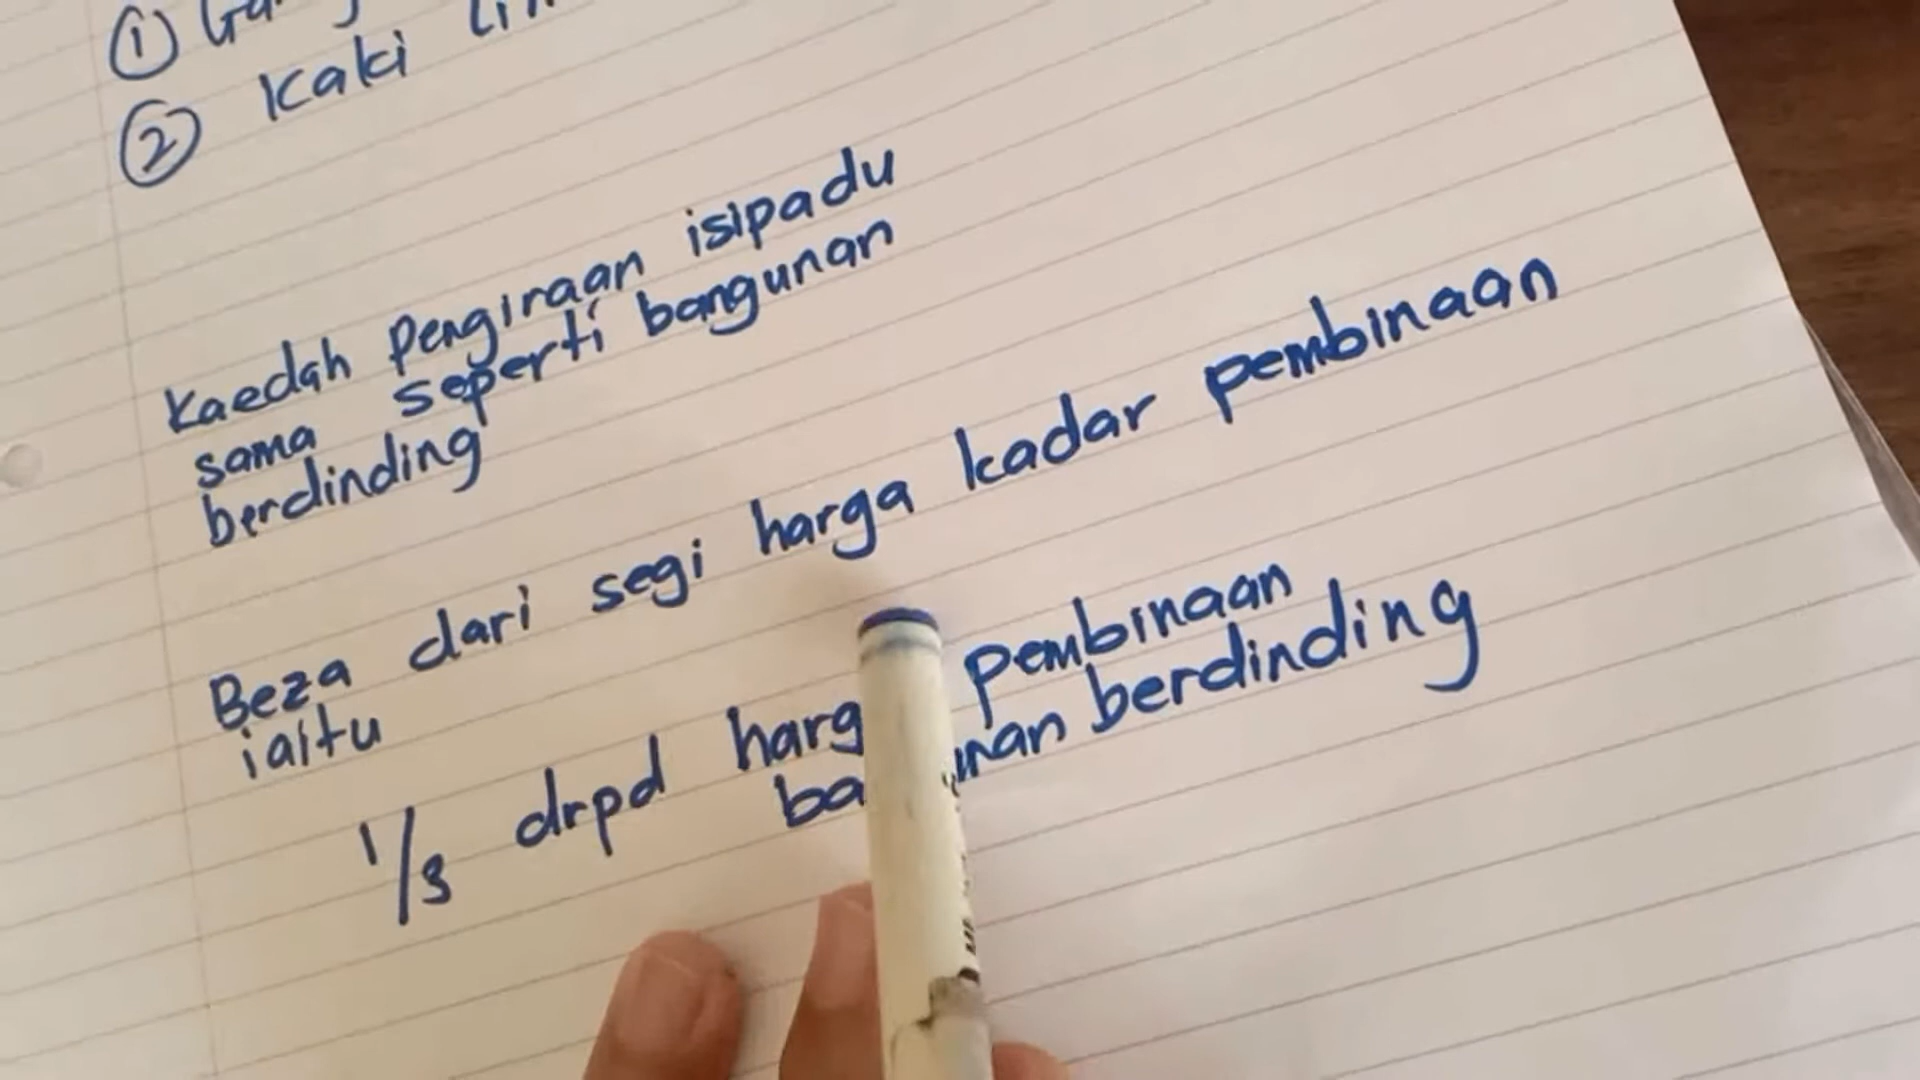 ①
② Kaki
Kaedah Pengiraan isipadu
sama seperti bangunan
berdinding
Beza dari segi harga kadar pembinaan
iaitu
1/3 drpd harg pembinaan
ba unan berdinding